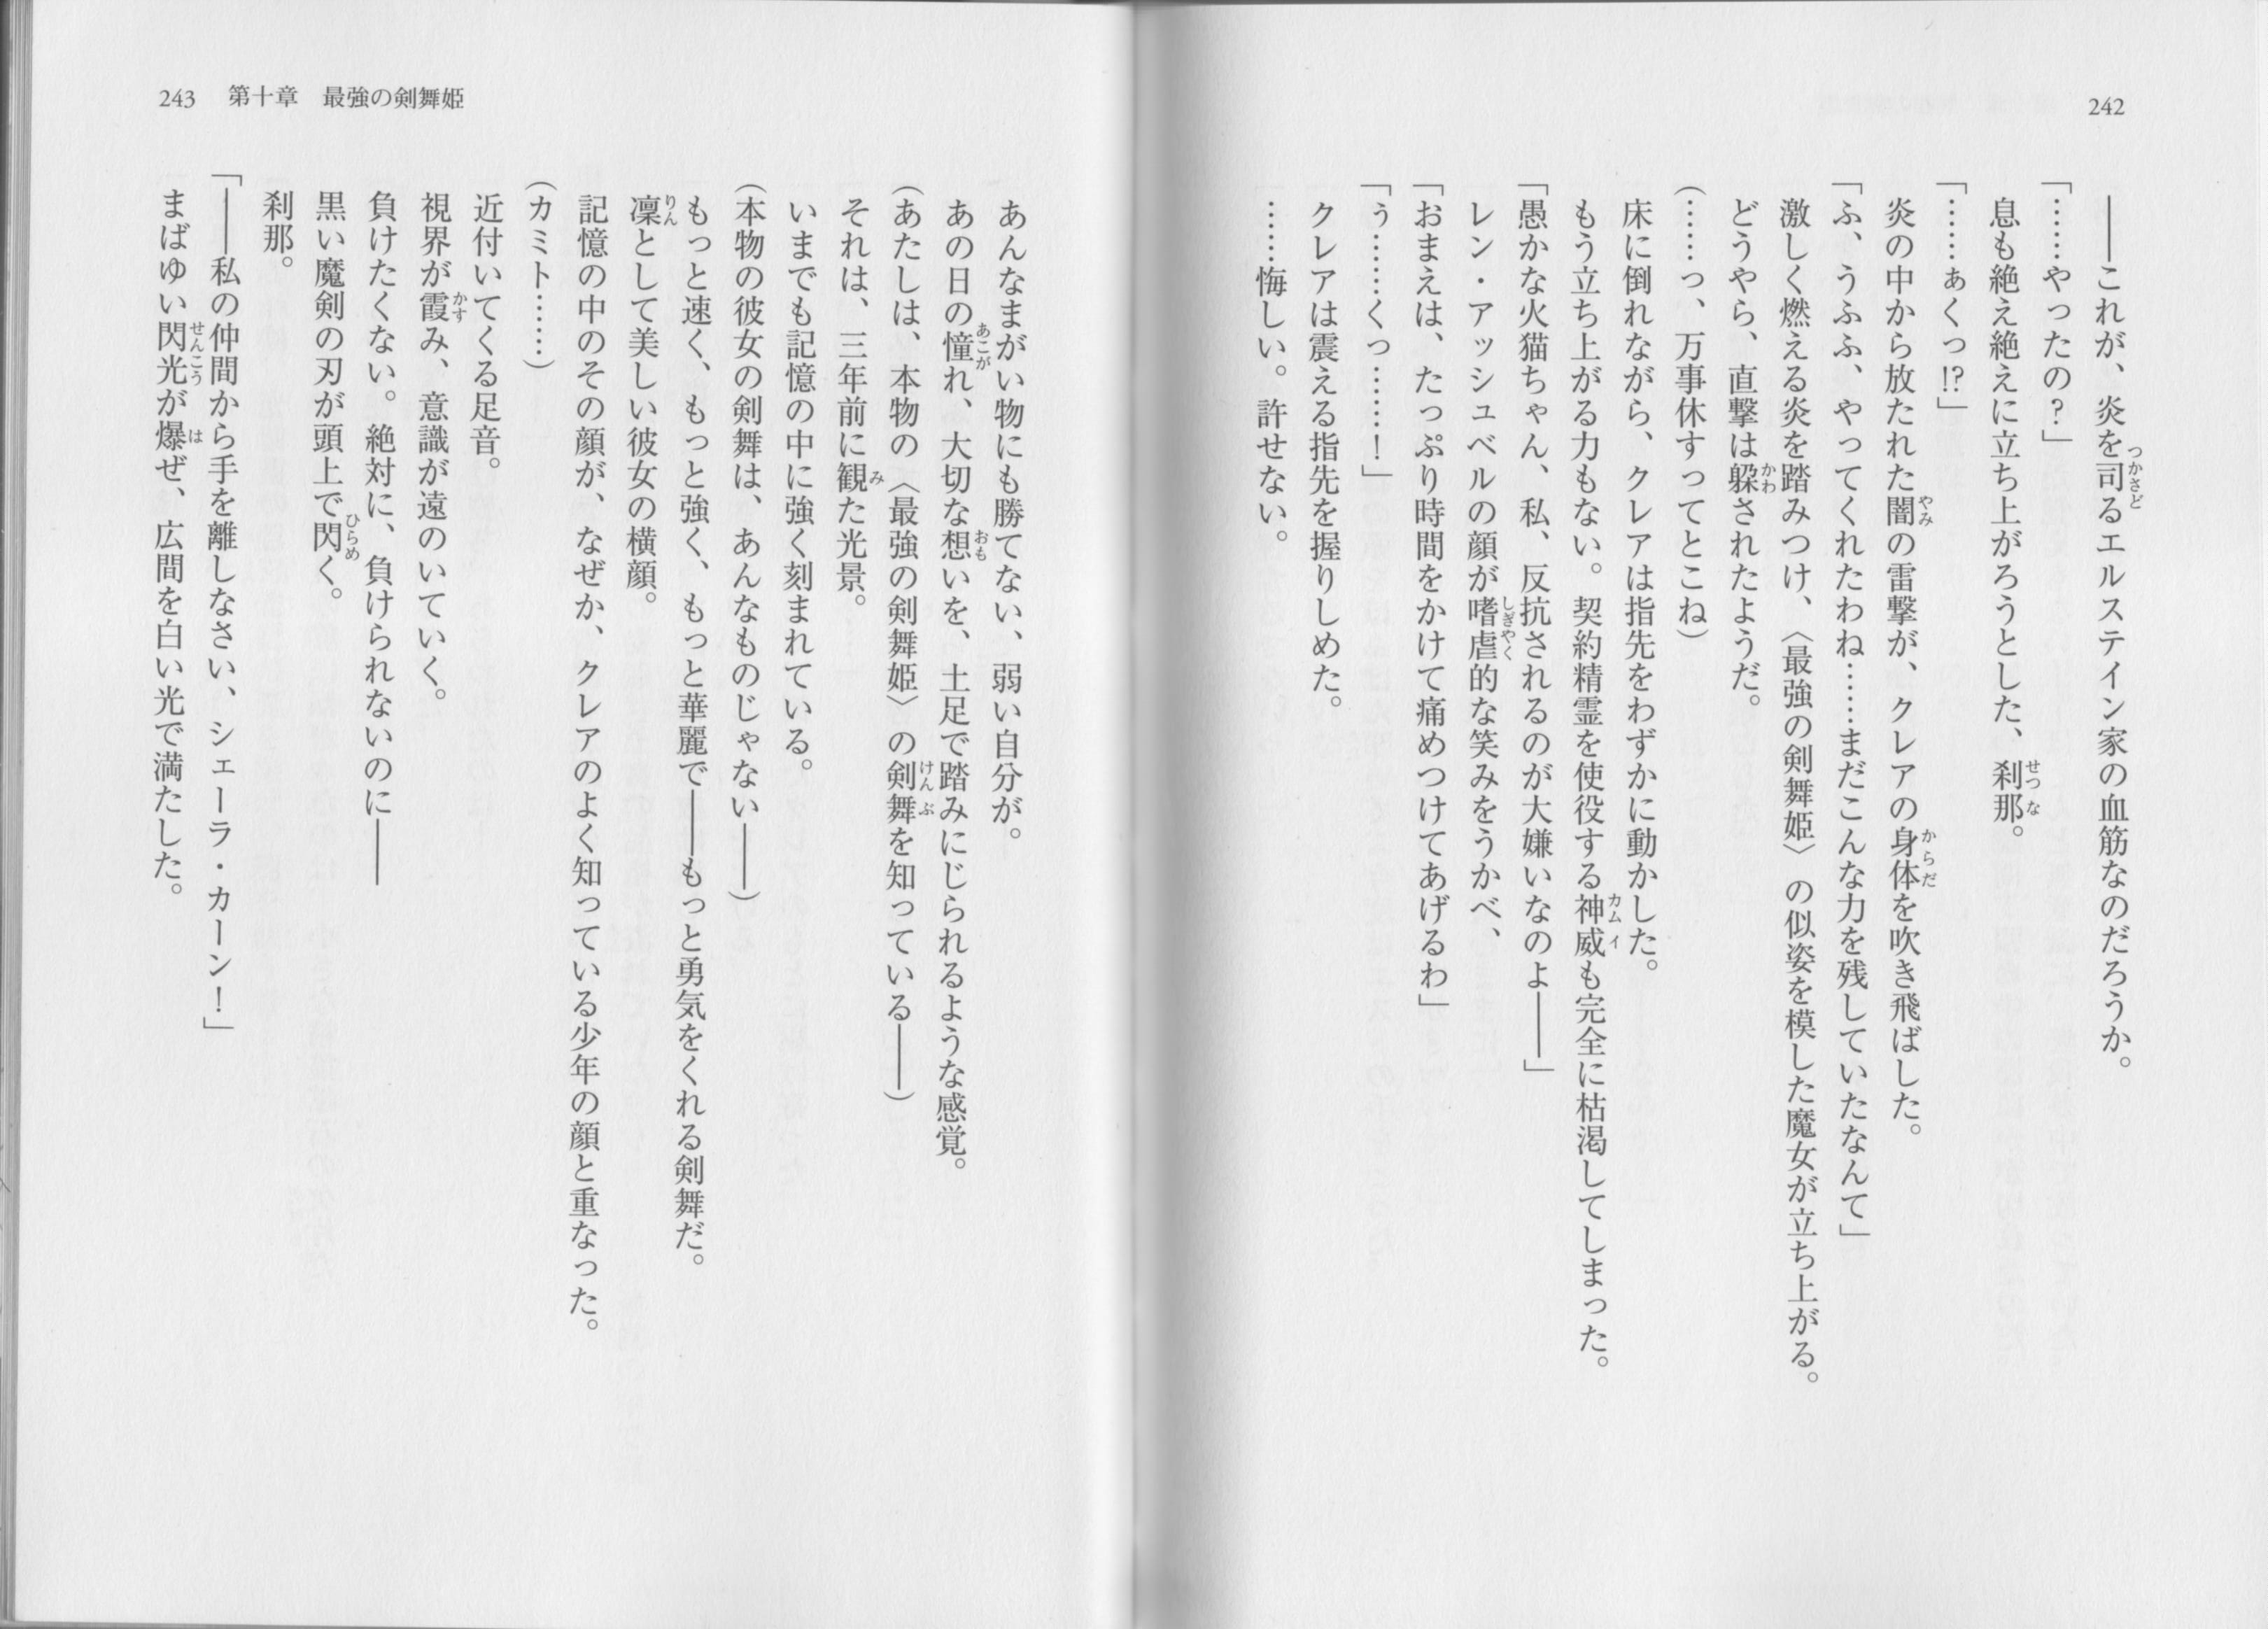 242
――これが、炎を司るエルステイン家の血筋なのだろうか。
「……やったの？」
息も絶え絶えに立ち上がろうとした、刹那。
「……ぁくっ!?」
炎の中から放たれた闇の雷撃が、クレアの身体を吹き飛ばした。
「ふ、うふふ、やってくれたわね……まだこんな力を残していたなんて」
激しく燃える炎を踏みつけ、〈最強の剣舞姫〉の似姿を模した魔女が立ち上がる。
どうやら、直撃は躱されたようだ。
（……っ、万事休すってとこね）
床に倒れながら、クレアは指先をわずかに動かした。
もう立ち上がる力もない。契約精霊を使役する神威も完全に枯渇してしまった。
「愚かな火猫ちゃん、私、反抗されるのが大嫌いなのよ――」
レン・アッシュベルの顔が嗜虐的な笑みをうかべ、
「おまえは、たっぷり時間をかけて痛めつけてあげるわ」
「ぅ……くっ……！」
クレアは震える指先を握りしめた。
……悔しい。許せない。
243　第十章　最強の剣舞姫
あんなまがい物にも勝てない、弱い自分が。
あの日の憧れ、大切な想いを、土足で踏みにじられるような感覚。
（あたしは、本物の〈最強の剣舞姫〉の剣舞を知っている――）
それは、三年前に観た光景。
いまでも記憶の中に強く刻まれている。
（本物の彼女の剣舞は、あんなものじゃない――）
もっと速く、もっと強く、もっと華麗で――もっと勇気をくれる剣舞だ。
凜として美しい彼女の横顔。
記憶の中のその顔が、なぜか、クレアのよく知っている少年の顔と重なった。
（カミト……）
近付いてくる足音。
視界が霞み、意識が遠のいていく。
負けたくない。絶対に、負けられないのに――
黒い魔剣の刃が頭上で閃く。
刹那。
「――私の仲間から手を離しなさい、シェーラ・カーン！」
まばゆい閃光が爆ぜ、広間を白い光で満たした。